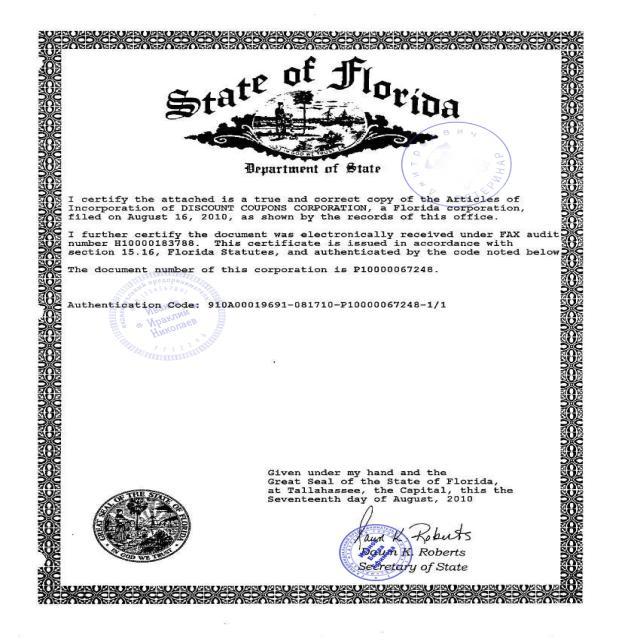 State of Florida
Department of State
I certify the attached is a true and correct copy of the Articles of
Incorporation of DISCOUNT COUPONS CORPORATION, a Florida corporation,
filed on August 16, 2010, as shown by the records of this office.
I further certify the document was electronically received under FAX audit
number H10000183788. This certificate is issued in accordance with
section 15.16, Florida Statutes, and authenticated by the code noted below
The document number of this corporation is P10000067248.
Authentication Code: 910A00019691-081710-P10000067248-1/1
Иванов
Ираклий
Николаев
Given under my hand and the
Great Seal of the State of Florida,
at Tallahassee, the Capital, this the
Seventeenth day of August, 2010
GREAT SEAL OF THE STATE OF FLORIDA
IN GOD WE TRUST
Dawn K. Roberts
Dawn K. Roberts
Secretary of State